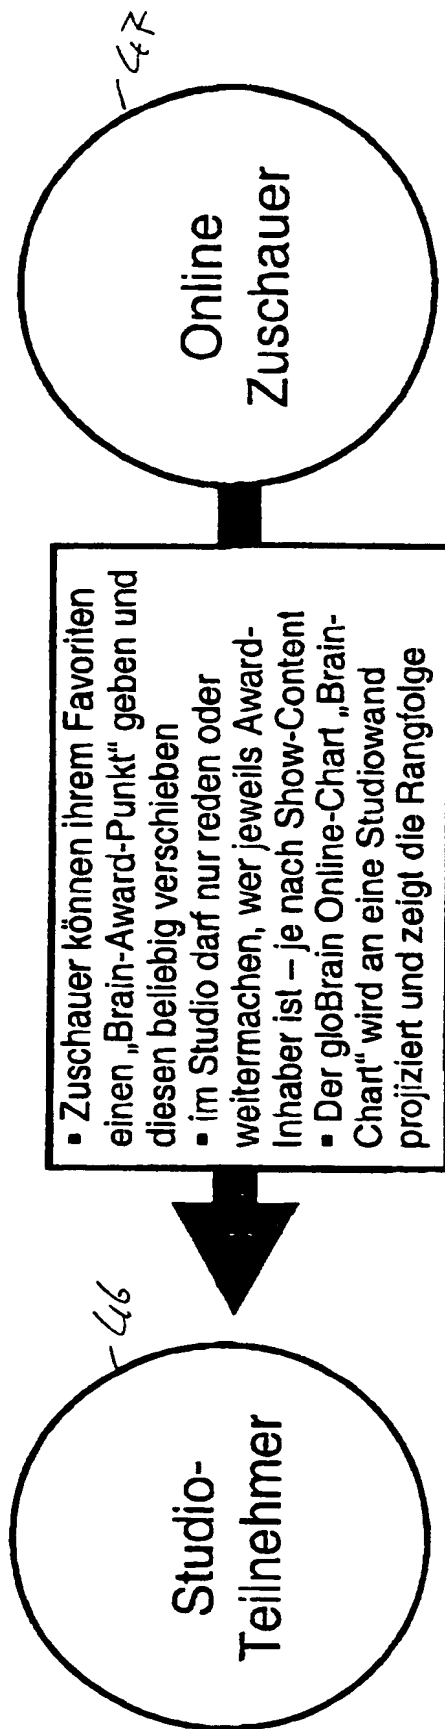 46
Studio-
Teilnehmer
▪ Zuschauer können ihrem Favoriten
einen „Brain-Award-Punkt" geben und
diesen beliebig verschieben
▪ im Studio darf nur reden oder
weitermachen, wer jeweils Award-
Inhaber ist – je nach Show-Content
▪ Der gloBrain Online-Chart „Brain-
Chart" wird an eine Studiowand
projiziert und zeigt die Rangfolge
47
Online
Zuschauer